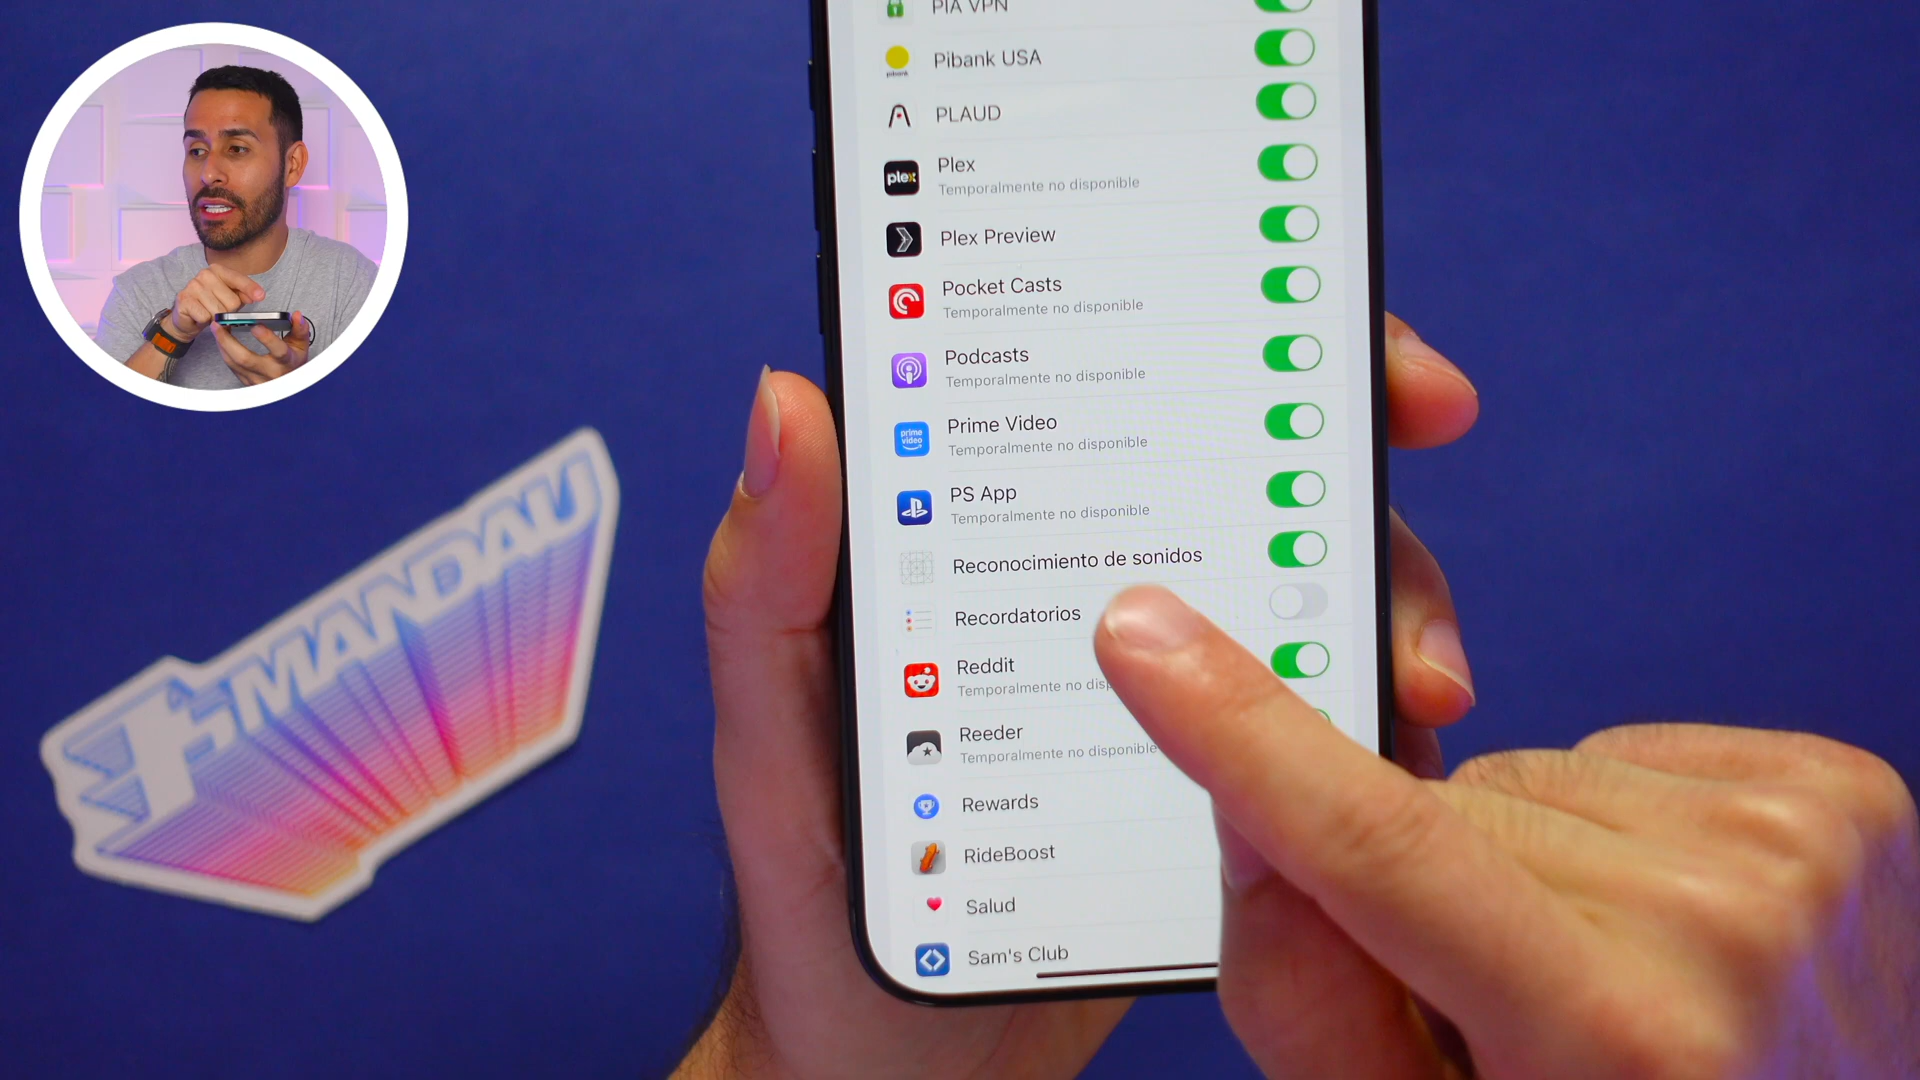 PIA VPN
Pibank USA
pibank
PLAUD
plex
Plex
Temporalmente no disponible
Plex Preview
Pocket Casts
Temporalmente no disponible
Podcasts
Temporalmente no disponible
prime video
Prime Video
Temporalmente no disponible
PS App
Temporalmente no disponible
Reconocimiento de sonidos
Recordatorios
Reddit
Temporalmente no
Reeder
Temporalmente no disponible
Rewards
RideBoost
Salud
Sam's Club
MANDAU